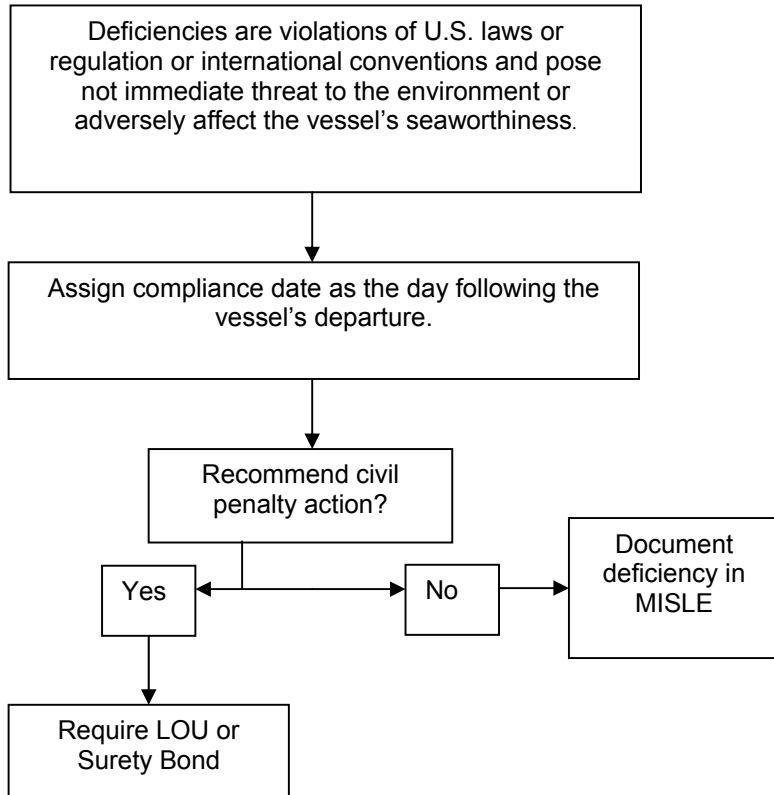 Deficiencies are violations of U.S. laws or
regulation or international conventions and pose
not immediate threat to the environment or
adversely affect the vessel’s seaworthiness.
Assign compliance date as the day following the
vessel’s departure.
Recommend civil
penalty action?
Yes
No
Document
deficiency in
MISLE
Require LOU or
Surety Bond